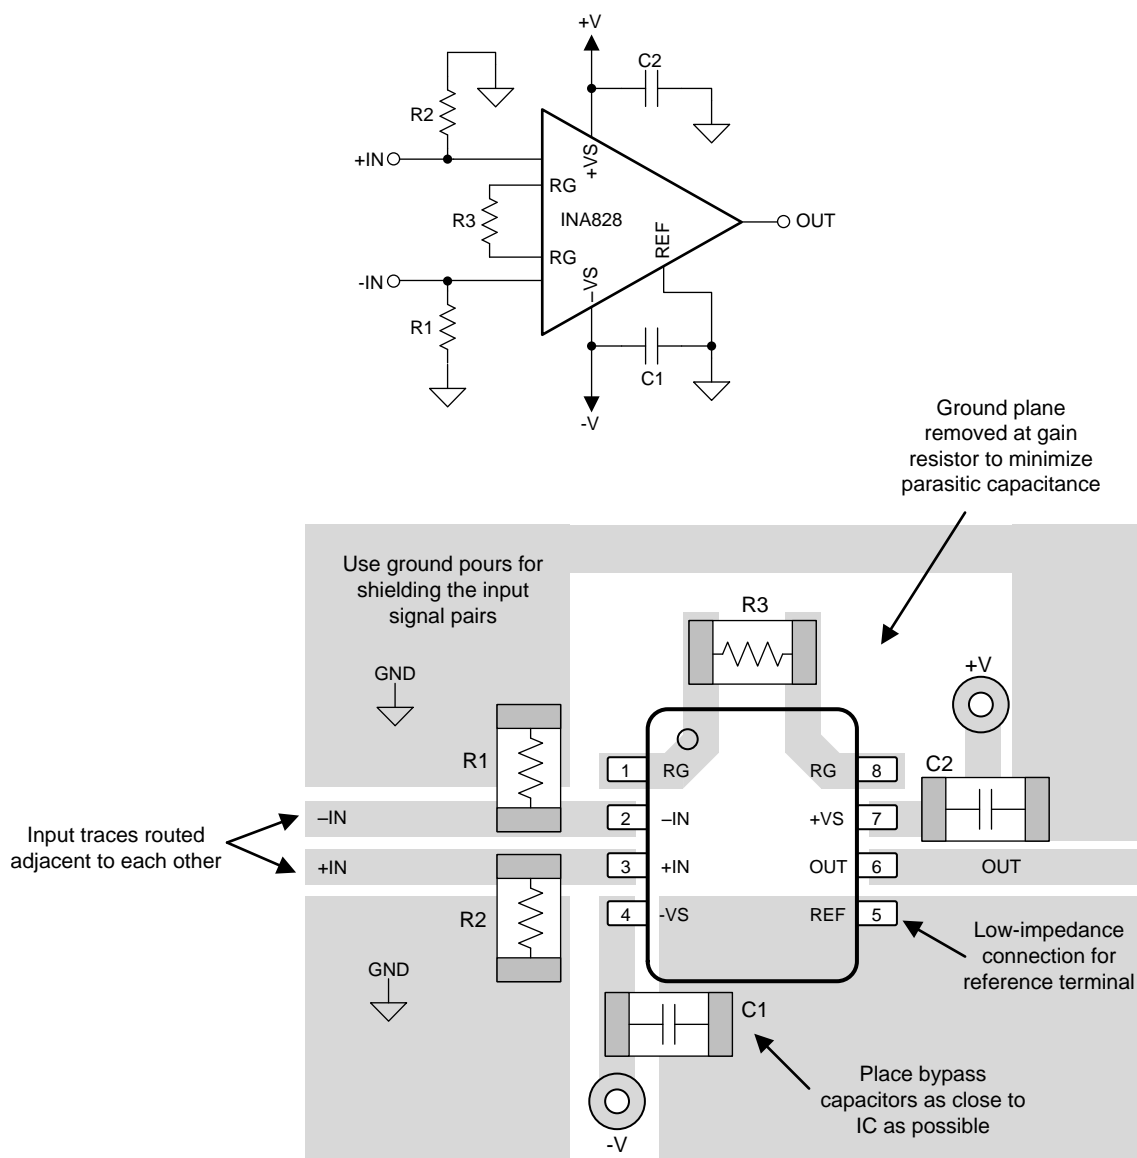 +V
C2
R2
+IN
+VS
RG
R3
INA828
OUT
REF
RG
-IN
–VS
R1
C1
-V
Ground plane
removed at gain
resistor to minimize
parasitic capacitance
Use ground pours for
shielding the input
signal pairs
R3
GND
+V
R1
C2
1
RG
RG
8
–IN
2
–IN
+VS
7
Input traces routed
adjacent to each other
+IN
3
+IN
OUT
6
OUT
R2
4
-VS
REF
5
Low-impedance
connection for
reference terminal
GND
C1
Place bypass
capacitors as close to
IC as possible
-V